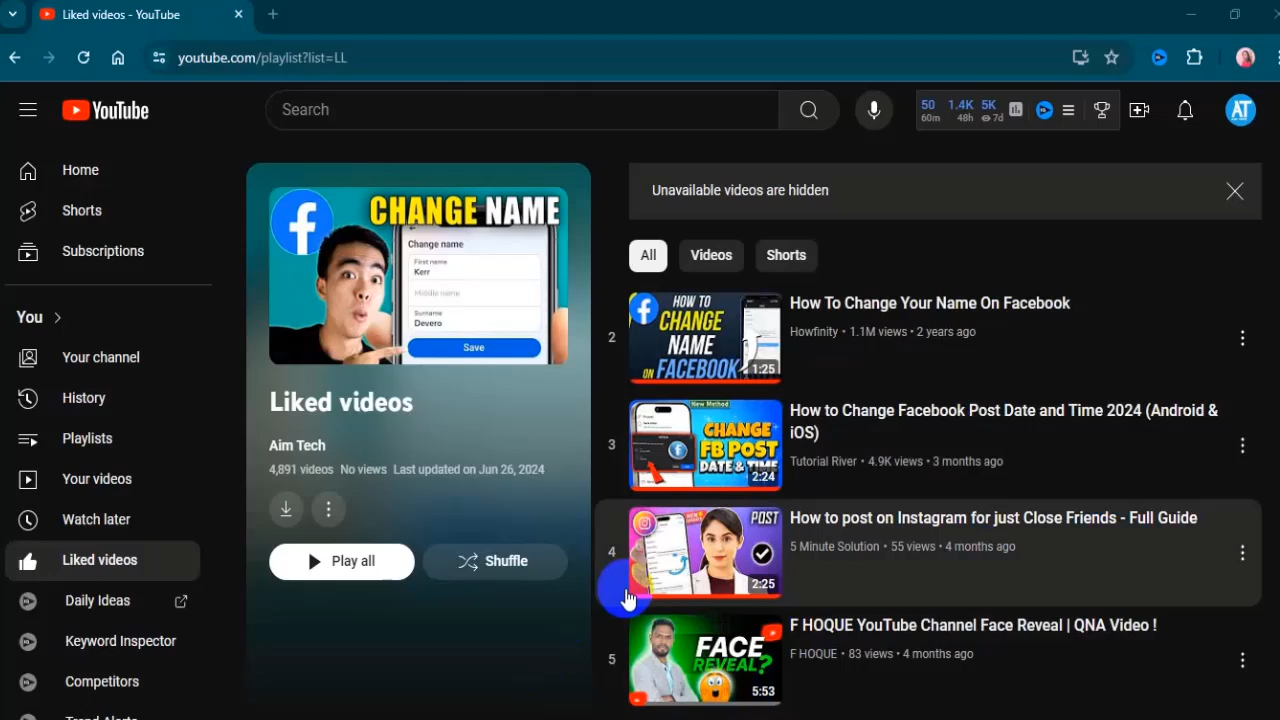 Liked videos - YouTube
youtube.com/playlist?list=LL
YouTube
Search
50 1.4K 5K
60m 48h 7d
AT
Home
Shorts
Subscriptions
You
Your channel
History
Playlists
Your videos
Watch later
Liked videos
Daily Ideas
Keyword Inspector
Competitors
Trend Alerts
CHANGE NAME
Change name
First name
Kerr
Middle name
Surname
Devero
Save
Liked videos
Aim Tech
4,891 videos No views Last updated on Jun 26, 2024
Play all
Shuffle
Unavailable videos are hidden
All
Videos
Shorts
2
HOW TO
CHANGE
NAME
ON FACEBOOK
1:25
How To Change Your Name On Facebook
Howfinity • 1.1M views • 2 years ago
3
New Method
CHANGE
FB POST
DATE & TIME
2:24
How to Change Facebook Post Date and Time 2024 (Android &
iOS)
Tutorial River • 4.9K views • 3 months ago
4
POST
2:25
How to post on Instagram for just Close Friends - Full Guide
5 Minute Solution • 55 views • 4 months ago
5
FACE
REVEAL?
5:53
F HOQUE YouTube Channel Face Reveal | QNA Video !
F HOQUE • 83 views • 4 months ago